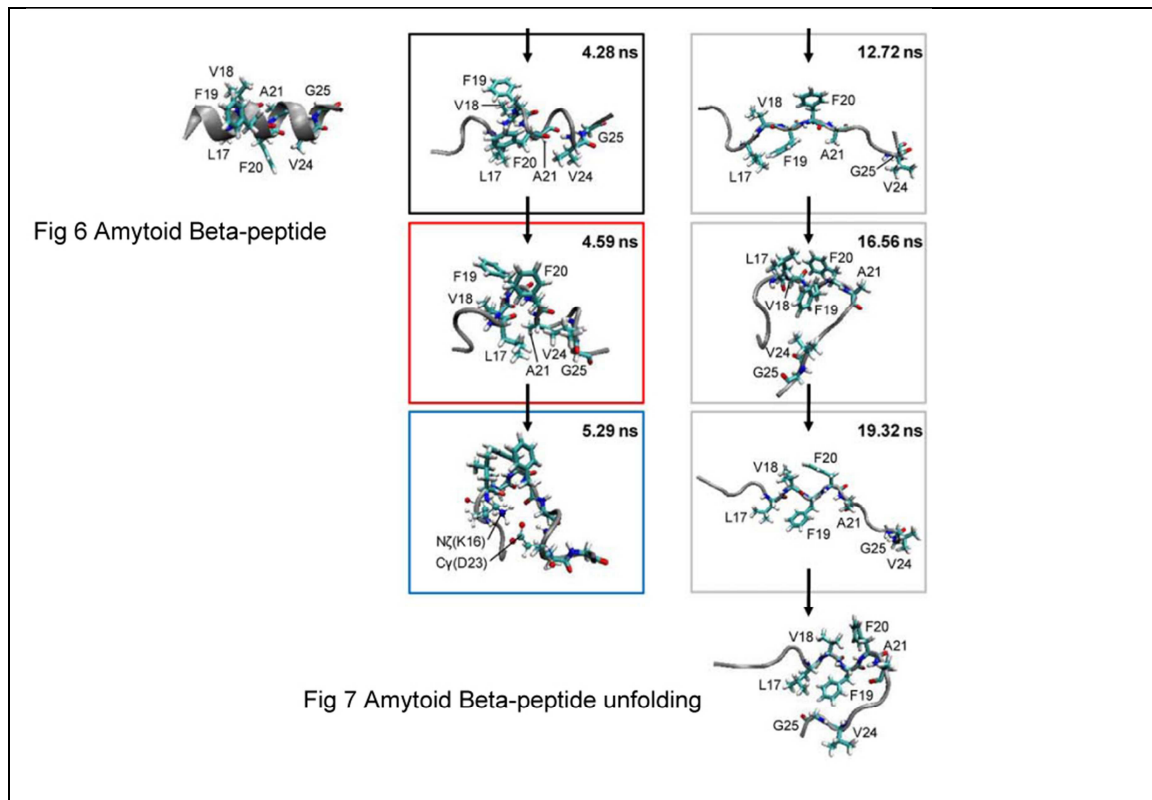 V18
F19 A21 G25
L17
F20 V24
Fig 6 Amytoid Beta-peptide
4.28 ns
F19
V18
G25
F20
L17 A21 V24
4.59 ns
F19 F20
V18
L17 V24
A21 G25
5.29 ns
Nζ(K16)
Cγ(D23)
12.72 ns
F20
V18
F19 A21
L17 G25
V24
16.56 ns
L17 F20
A21
V18 F19
V24
G25
19.32 ns
F20
V18
L17 A21
F19
G25
V24
F20
V18
A21
L17
F19
G25 V24
Fig 7 Amytoid Beta-peptide unfolding